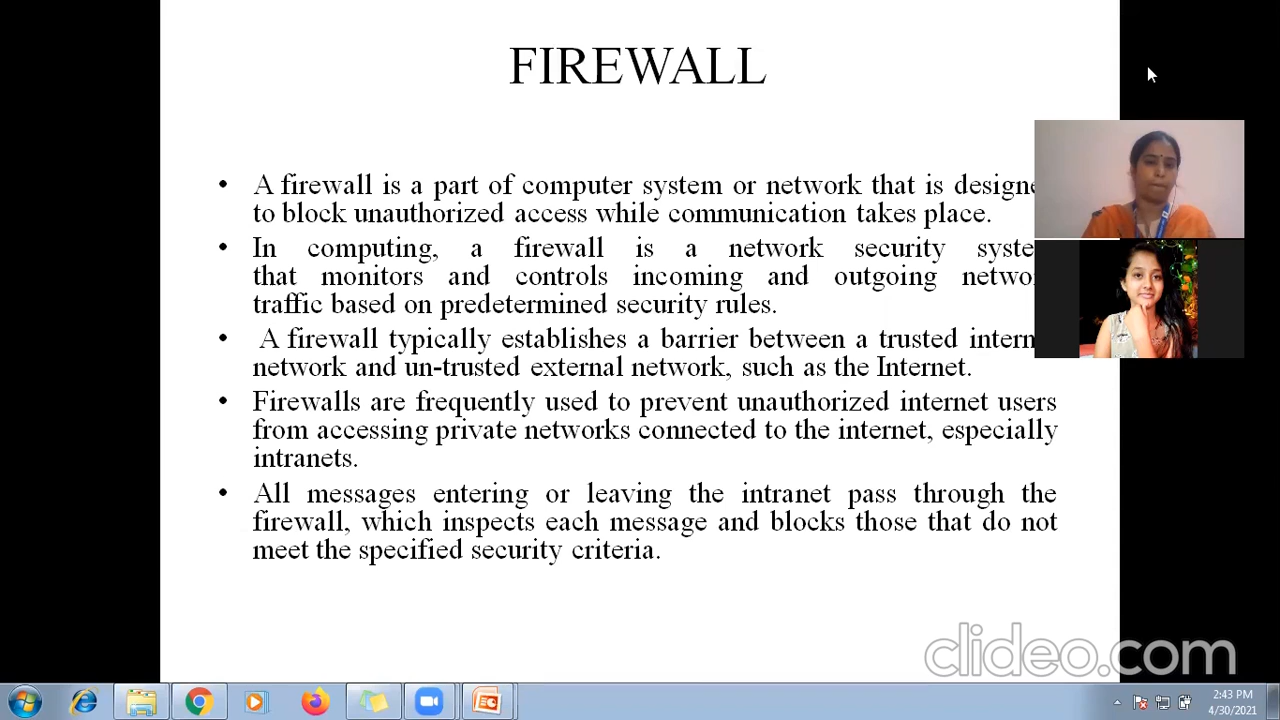 FIREWALL
• A firewall is a part of computer system or network that is
to block unauthorized access while communication takes place.
• In computing, a firewall is a network security
that monitors and controls incoming and outgoing
traffic based on predetermined security rules.
• A firewall typically establishes a barrier between a trusted
network and un-trusted external network, such as the Internet.
• Firewalls are frequently used to prevent unauthorized internet users
from accessing private networks connected to the internet, especially
intranets.
• All messages entering or leaving the intranet pass through the
firewall, which inspects each message and blocks those that do not
meet the specified security criteria.
clideo.com
2:43 PM
4/30/2021